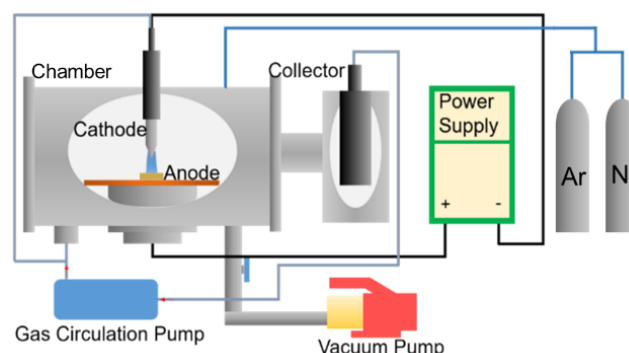 Chamber
Collector
Power
Supply
Cathode
Anode
+ -
Ar
N
Gas Circulation Pump
Vacuum Pump